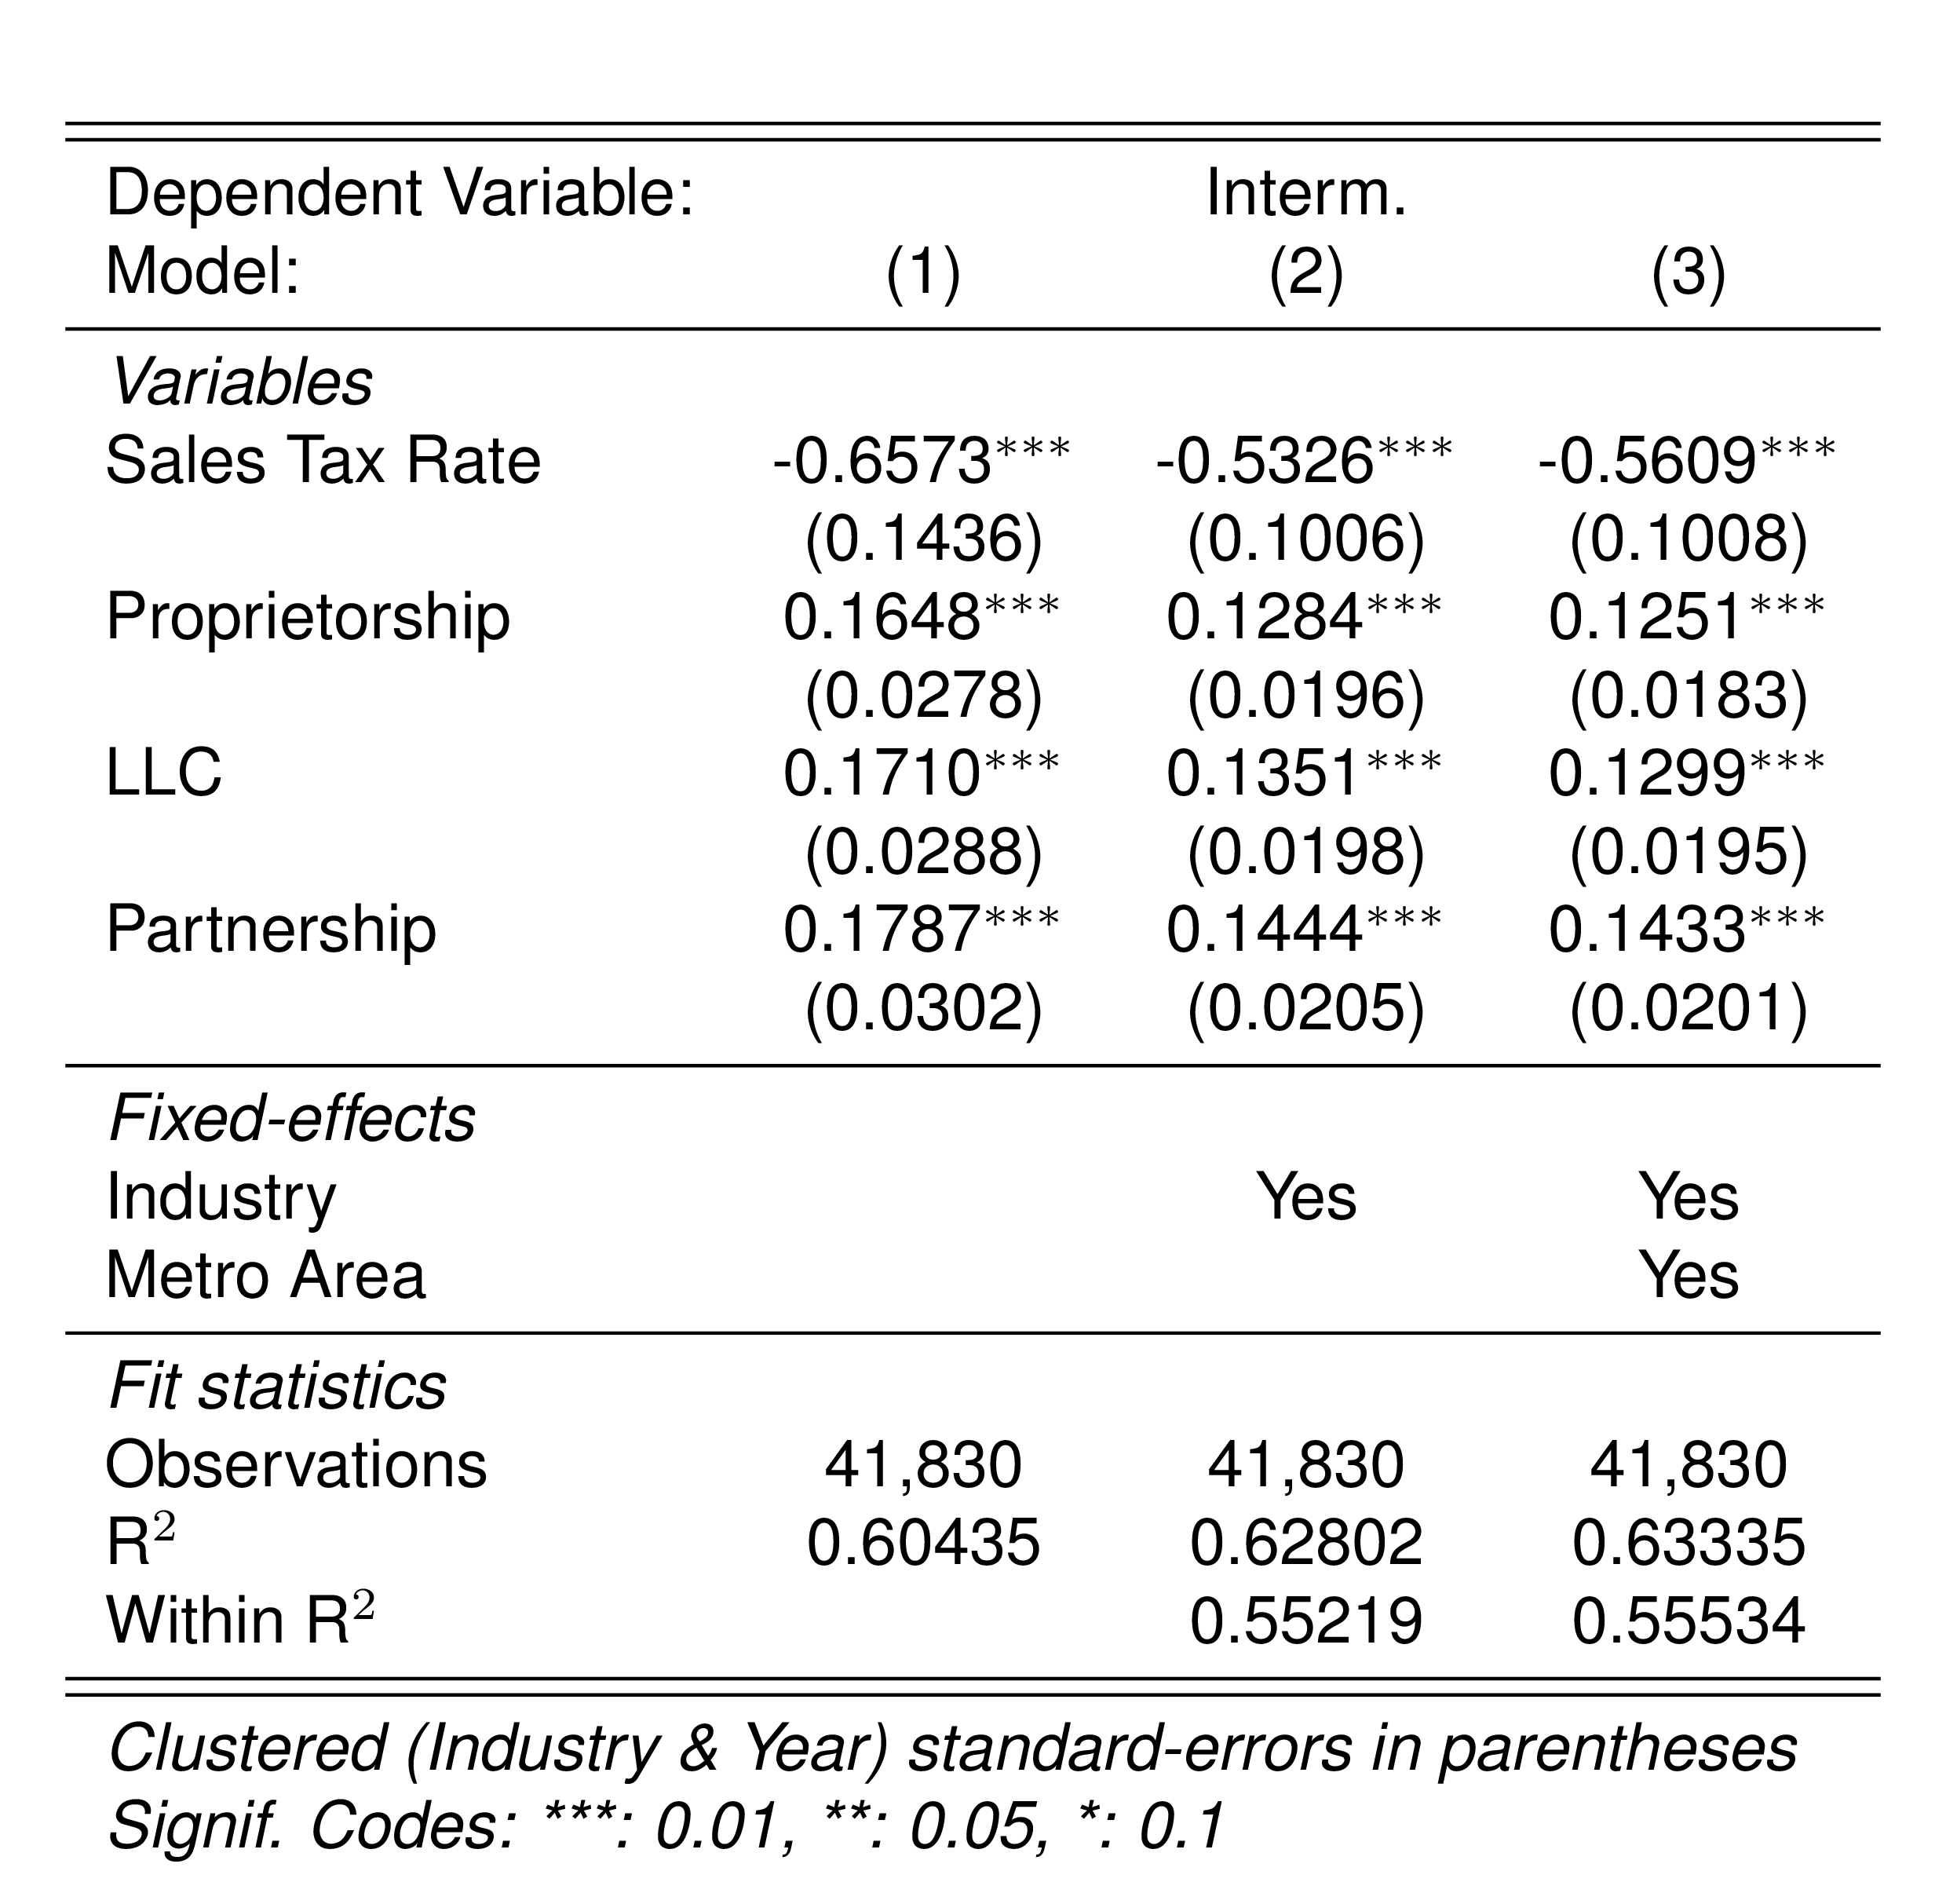 Dependent Variable: Interm.
Model: (1) (2) (3)
Variables
Sales Tax Rate -0.6573*** -0.5326*** -0.5609***
(0.1436) (0.1006) (0.1008)
Proprietorship 0.1648*** 0.1284*** 0.1251***
(0.0278) (0.0196) (0.0183)
LLC 0.1710*** 0.1351*** 0.1299***
(0.0288) (0.0198) (0.0195)
Partnership 0.1787*** 0.1444*** 0.1433***
(0.0302) (0.0205) (0.0201)
Fixed-effects
Industry Yes Yes
Metro Area Yes
Fit statistics
Observations 41,830 41,830 41,830
R² 0.60435 0.62802 0.63335
Within R² 0.55219 0.55534
Clustered (Industry & Year) standard-errors in parentheses
Signif. Codes: ***: 0.01, **: 0.05, *: 0.1